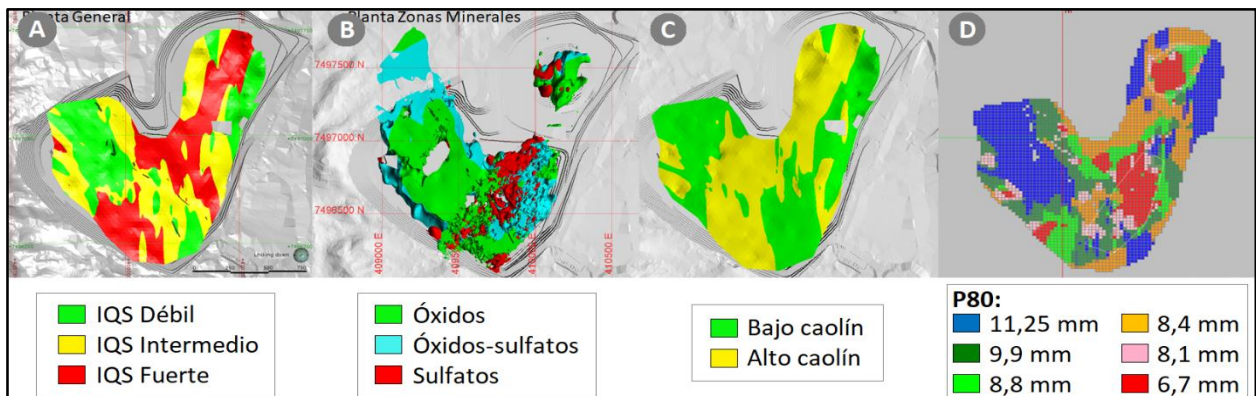 Planta General
Planta Zonas Minerales
A
B
C
D
7497500 N
7497000 N
7496500 N
409000 E
410500 E
Looking down
IQS Débil
IQS Intermedio
IQS Fuerte
Óxidos
Óxidos-sulfatos
Sulfatos
Bajo caolín
Alto caolín
P80:
11,25 mm
9,9 mm
8,8 mm
8,4 mm
8,1 mm
6,7 mm